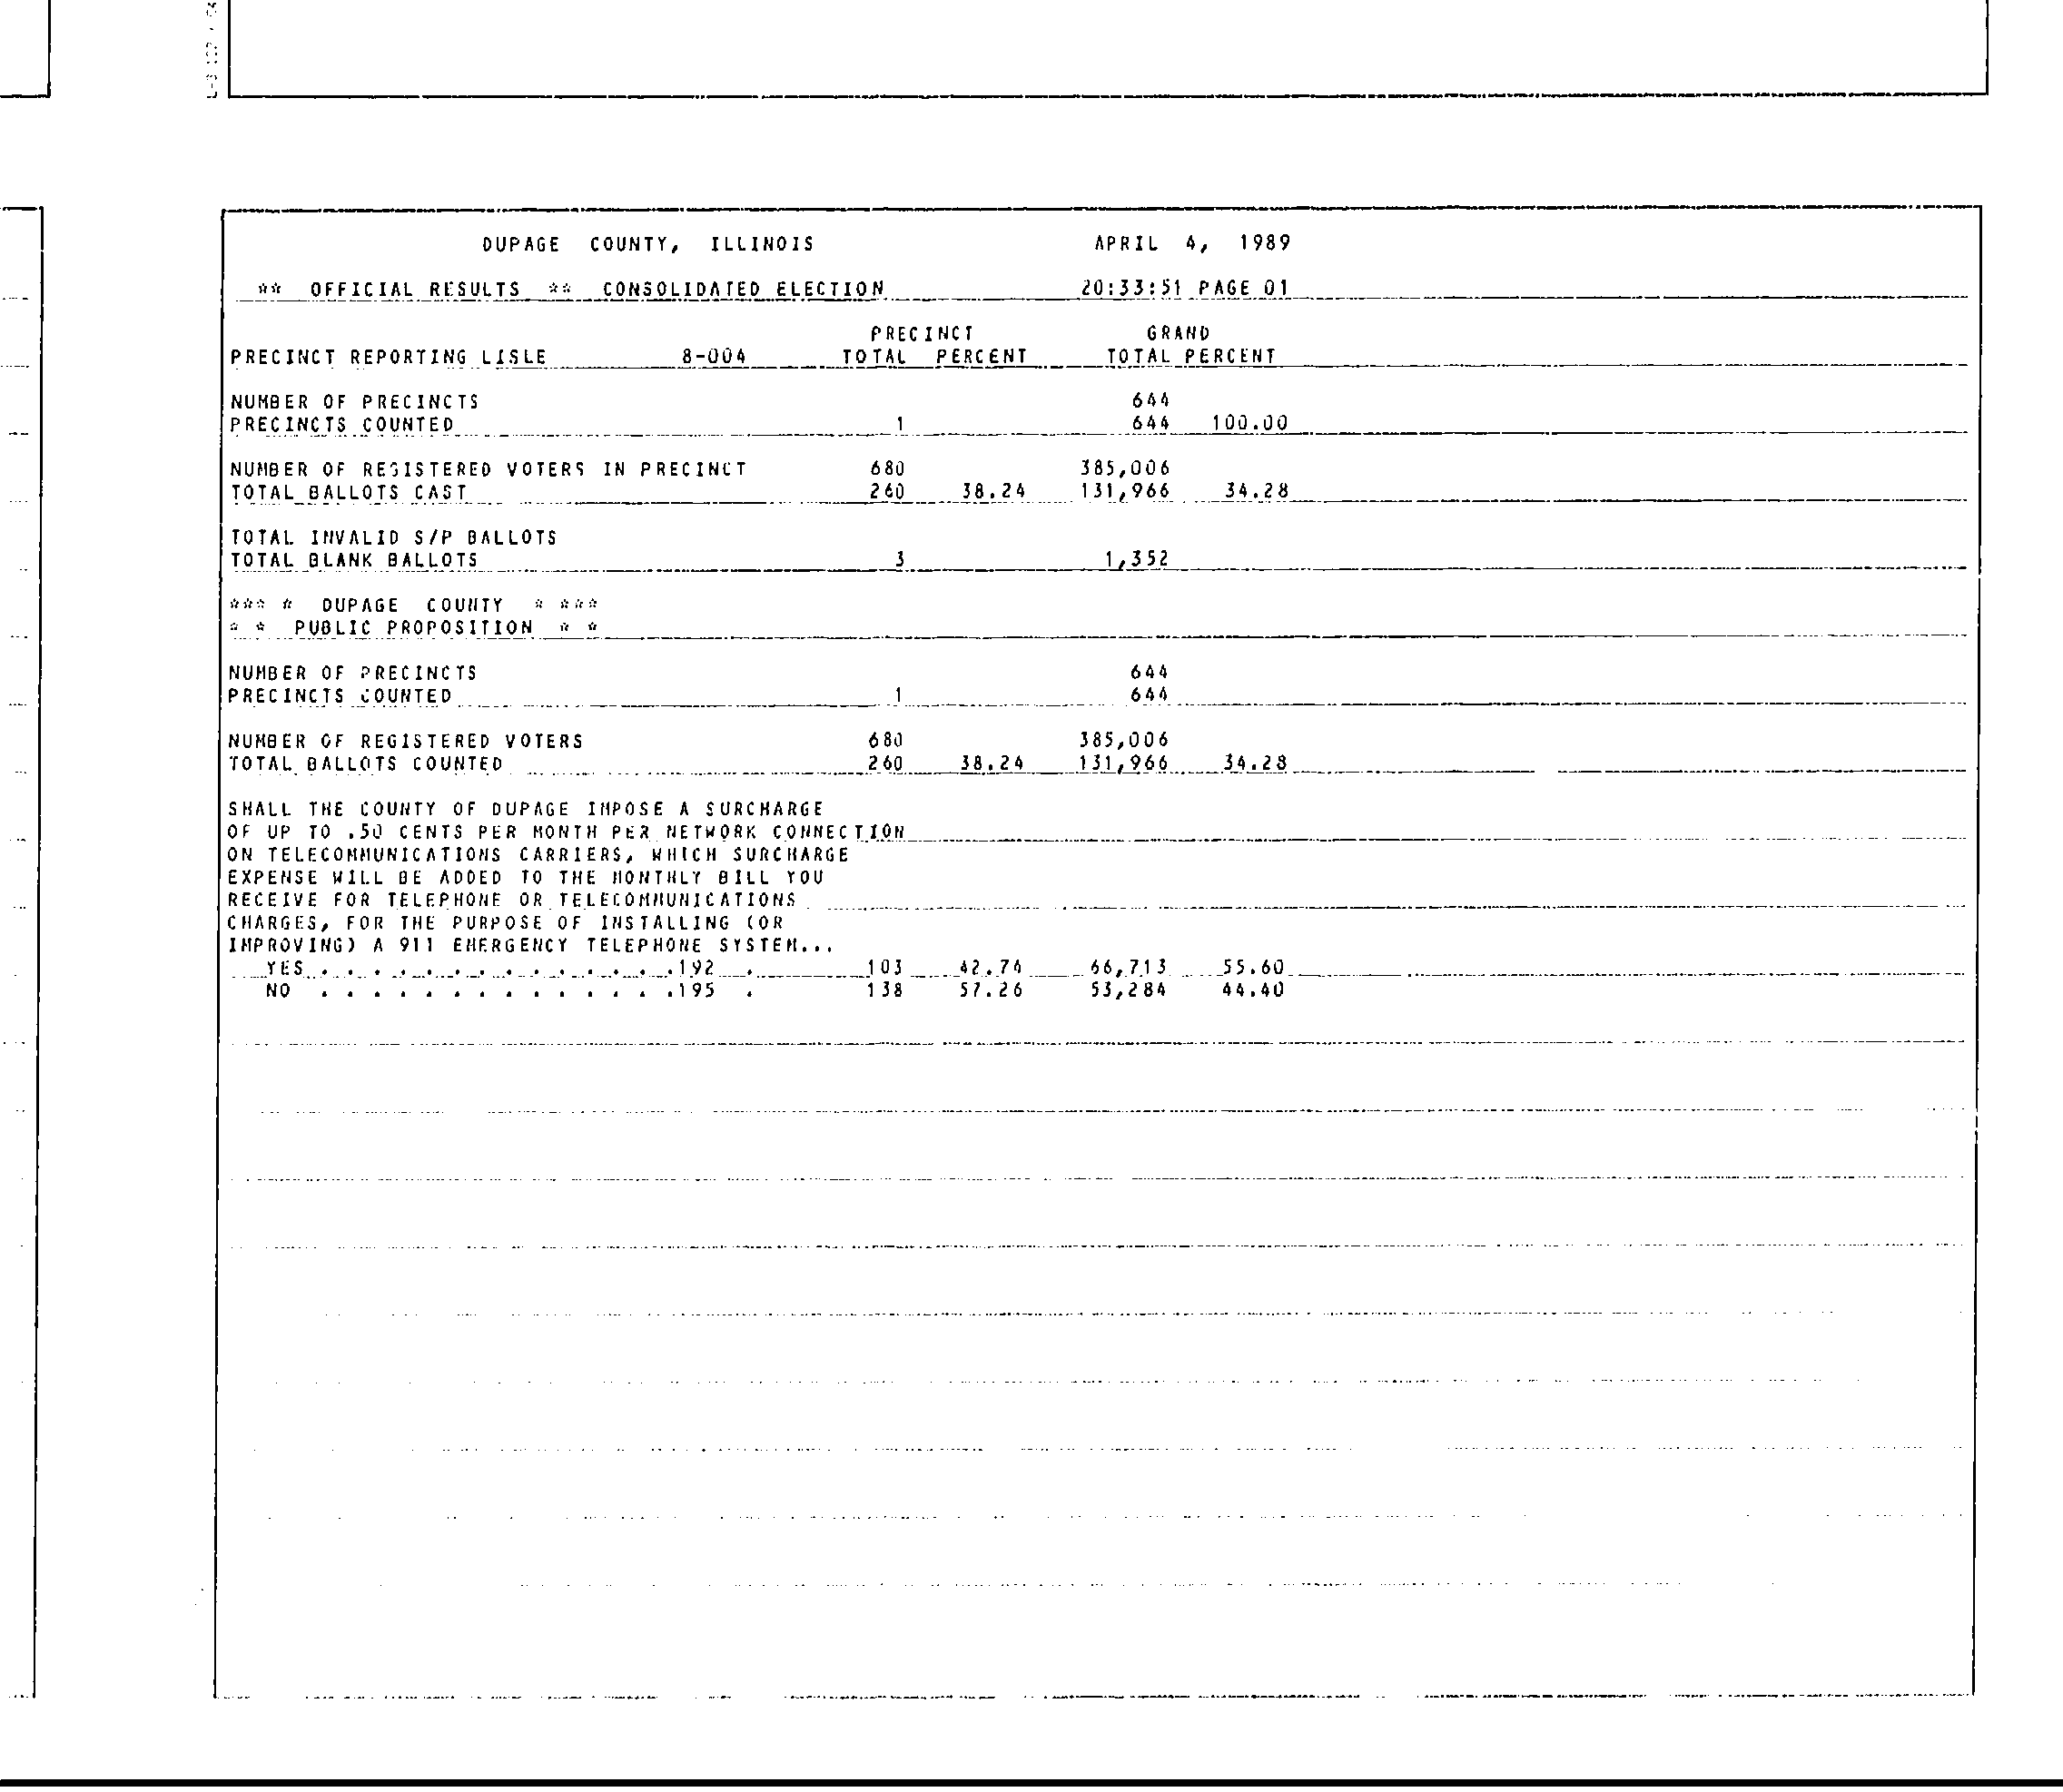 DUPAGE COUNTY, ILLINOIS APRIL 4, 1989
** OFFICIAL RESULTS ** CONSOLIDATED ELECTION 20:33:51 PAGE 01
PRECINCT GRAND
PRECINCT REPORTING LISLE 8-004 TOTAL PERCENT TOTAL PERCENT
NUMBER OF PRECINCTS 644
PRECINCTS COUNTED 1 644 100.00
NUMBER OF REGISTERED VOTERS IN PRECINCT 680 385,006
TOTAL BALLOTS CAST 260 38.24 131,966 34.28
TOTAL INVALID S/P BALLOTS
TOTAL BLANK BALLOTS 3 1,352
*** * DUPAGE COUNTY * ***
* * PUBLIC PROPOSITION * *
NUMBER OF PRECINCTS 644
PRECINCTS COUNTED 1 644
NUMBER OF REGISTERED VOTERS 680 385,006
TOTAL BALLOTS COUNTED 260 38.24 131,966 34.28
SHALL THE COUNTY OF DUPAGE IMPOSE A SURCHARGE
OF UP TO .50 CENTS PER MONTH PER NETWORK CONNECTION
ON TELECOMMUNICATIONS CARRIERS, WHICH SURCHARGE
EXPENSE WILL BE ADDED TO THE MONTHLY BILL YOU
RECEIVE FOR TELEPHONE OR TELECOMMUNICATIONS
CHARGES, FOR THE PURPOSE OF INSTALLING (OR
IMPROVING) A 911 EMERGENCY TELEPHONE SYSTEM...
YES . . . . . . . . . . . . . .192 . 103 42.74 66,713 55.60
NO . . . . . . . . . . . . . .195 . 138 57.26 53,284 44.40